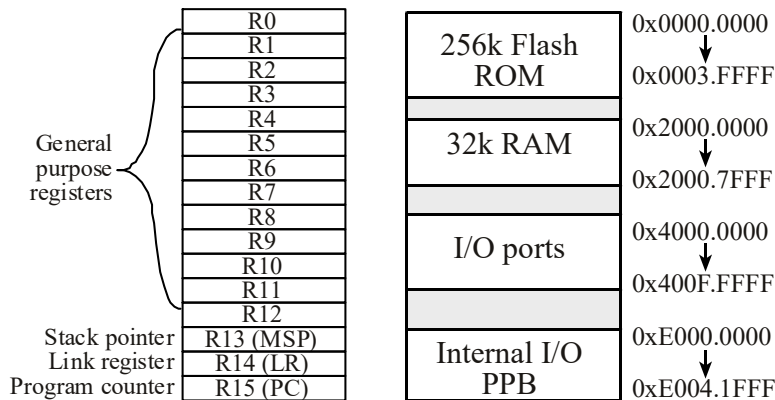 R0
R1
R2
R3
R4
R5
R6
R7
R8
R9
R10
R11
R12
R13 (MSP)
R14 (LR)
R15 (PC)
General
purpose
registers
Stack pointer
Link register
Program counter
256k Flash
ROM
32k RAM
I/O ports
Internal I/O
PPB
0x0000.0000
0x0003.FFFF
0x2000.0000
0x2000.7FFF
0x4000.0000
0x400F.FFFF
0xE000.0000
0xE004.1FFF